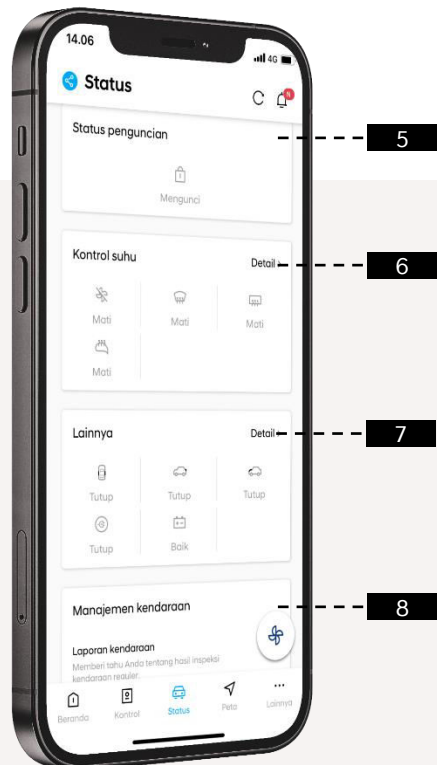 14.06
4G
Status
N
Status penguncian
5
Mengunci
Kontrol suhu
Detail >
6
Mati
Mati
Mati
Mati
Lainnya
Detail >
7
Tutup
Tutup
Tutup
Tutup
Baik
Manajemen kendaraan
8
Laporan kendaraan
Memberi tahu Anda tentang hasil inspeksi
kendaraan reguler.
Beranda
Kontrol
Status
Peta
Lainnya